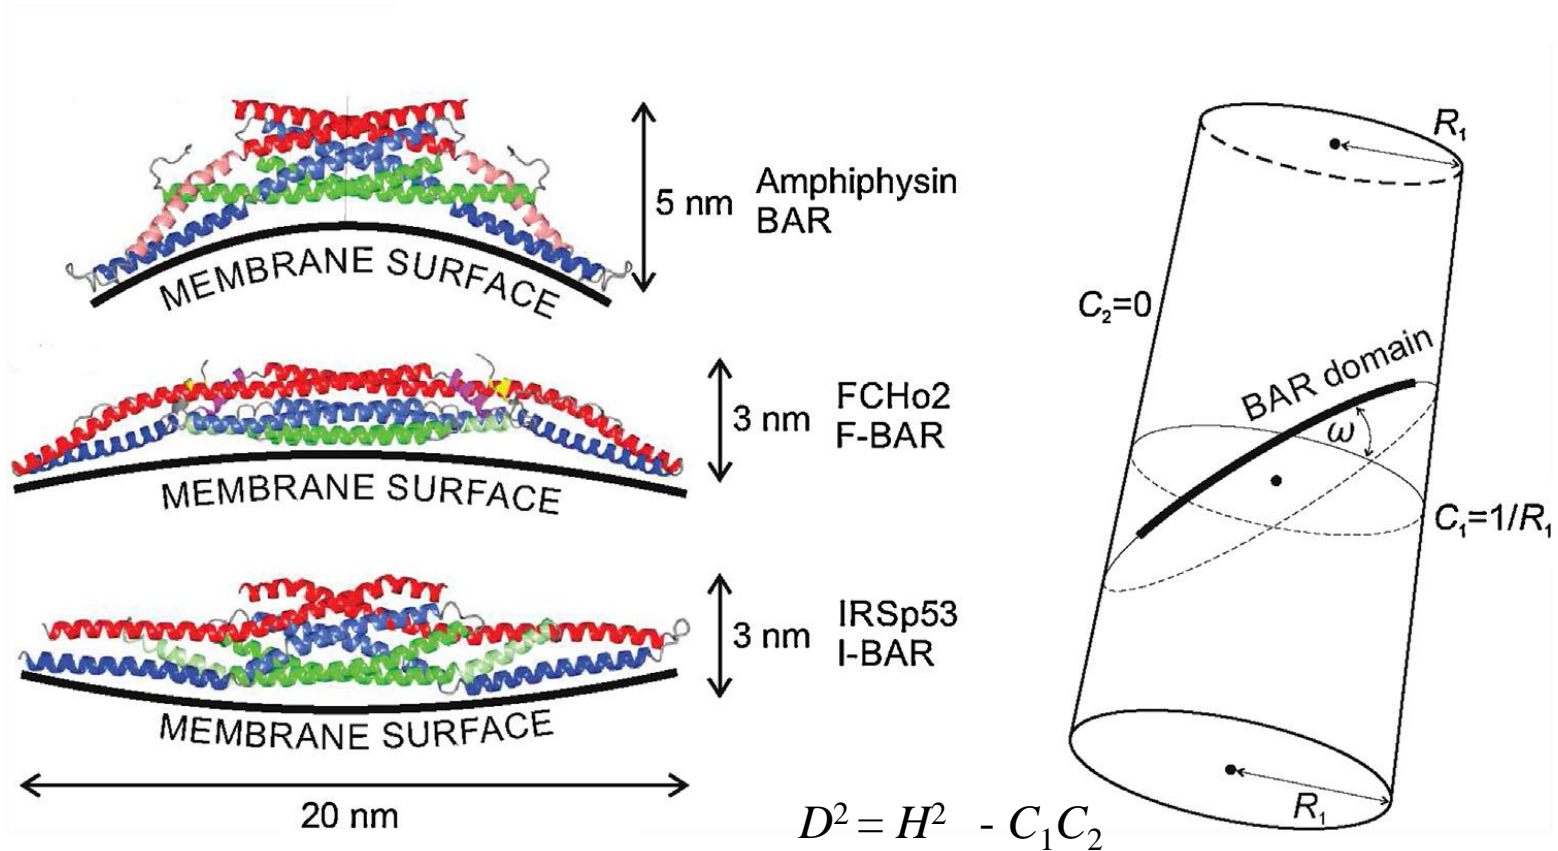 5 nm
Amphiphysin
BAR
MEMBRANE SURFACE
3 nm
FCHo2
F-BAR
MEMBRANE SURFACE
3 nm
IRSp53
I-BAR
MEMBRANE SURFACE
20 nm
R₁
C₂=0
BAR domain
ω
C₁=1/R₁
R₁
D² = H² - C₁C₂